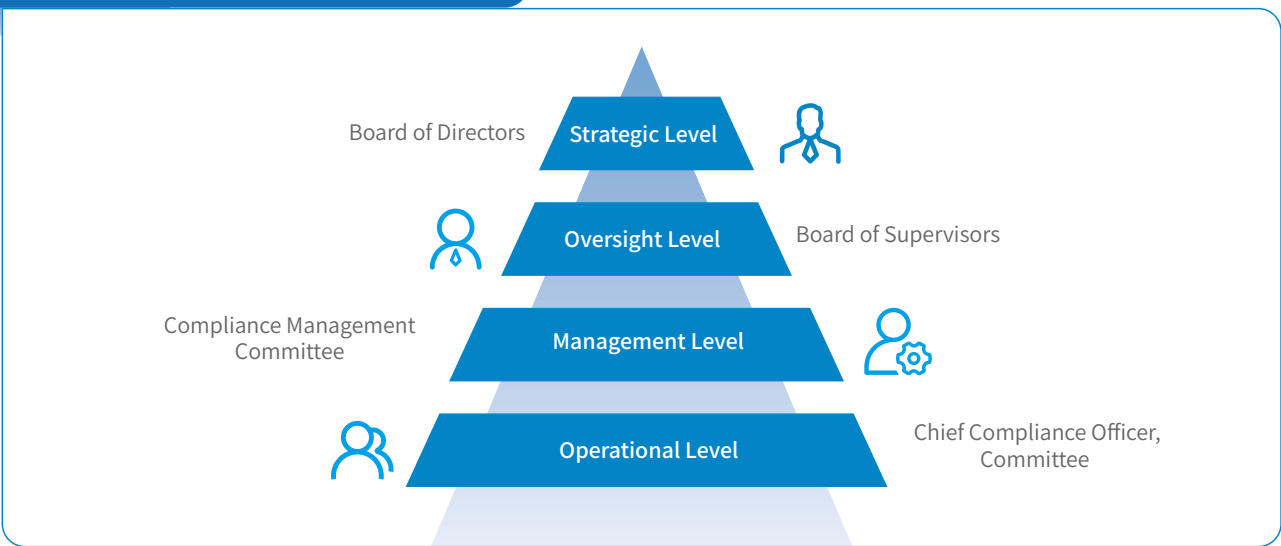 Board of Directors
Strategic Level
Oversight Level
Board of Supervisors
Compliance Management
Committee
Management Level
Operational Level
Chief Compliance Officer,
Committee